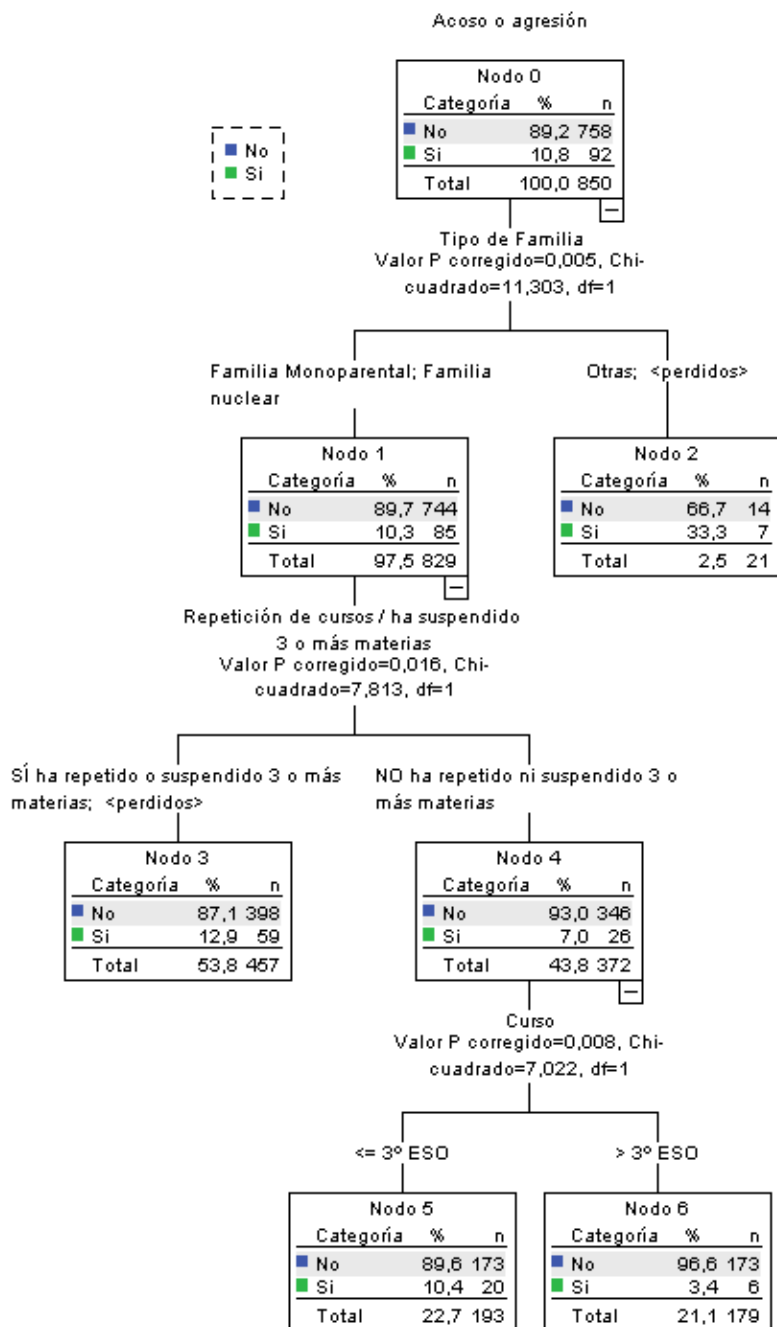 Acoso o agresión
No
Si
Nodo 0
Categoría % n
No 89,2 758
Si 10,8 92
Total 100,0 850
Tipo de Familia
Valor P corregido=0,005, Chi-
cuadrado=11,303, df=1
Familia Monoparental; Familia
nuclear
Otras; <perdidos>
Nodo 1
Categoría % n
No 89,7 744
Si 10,3 85
Total 97,5 829
Nodo 2
Categoría % n
No 66,7 14
Si 33,3 7
Total 2,5 21
Repetición de cursos / ha suspendido
3 o más materias
Valor P corregido=0,016, Chi-
cuadrado=7,813, df=1
SÍ ha repetido o suspendido 3 o más
materias; <perdidos>
NO ha repetido ni suspendido 3 o
más materias
Nodo 3
Categoría % n
No 87,1 398
Si 12,9 59
Total 53,8 457
Nodo 4
Categoría % n
No 93,0 346
Si 7,0 26
Total 43,8 372
Curso
Valor P corregido=0,008, Chi-
cuadrado=7,022, df=1
<= 3º ESO
> 3º ESO
Nodo 5
Categoría % n
No 89,6 173
Si 10,4 20
Total 22,7 193
Nodo 6
Categoría % n
No 96,6 173
Si 3,4 6
Total 21,1 179